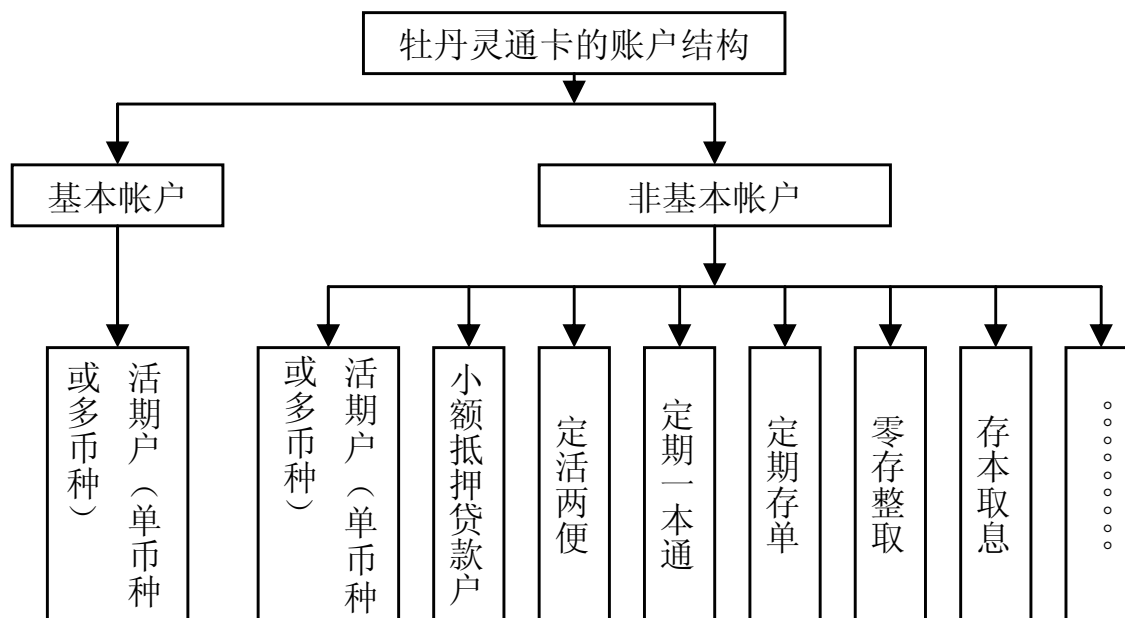 牡丹灵通卡的账户结构
基本帐户
非基本帐户
活期户（单币种
或多币种）
活期户（单币种
或多币种）
小额抵押贷款户
定活两便
定期一本通
定期存单
零存整取
存本取息
。。。。。。。。。